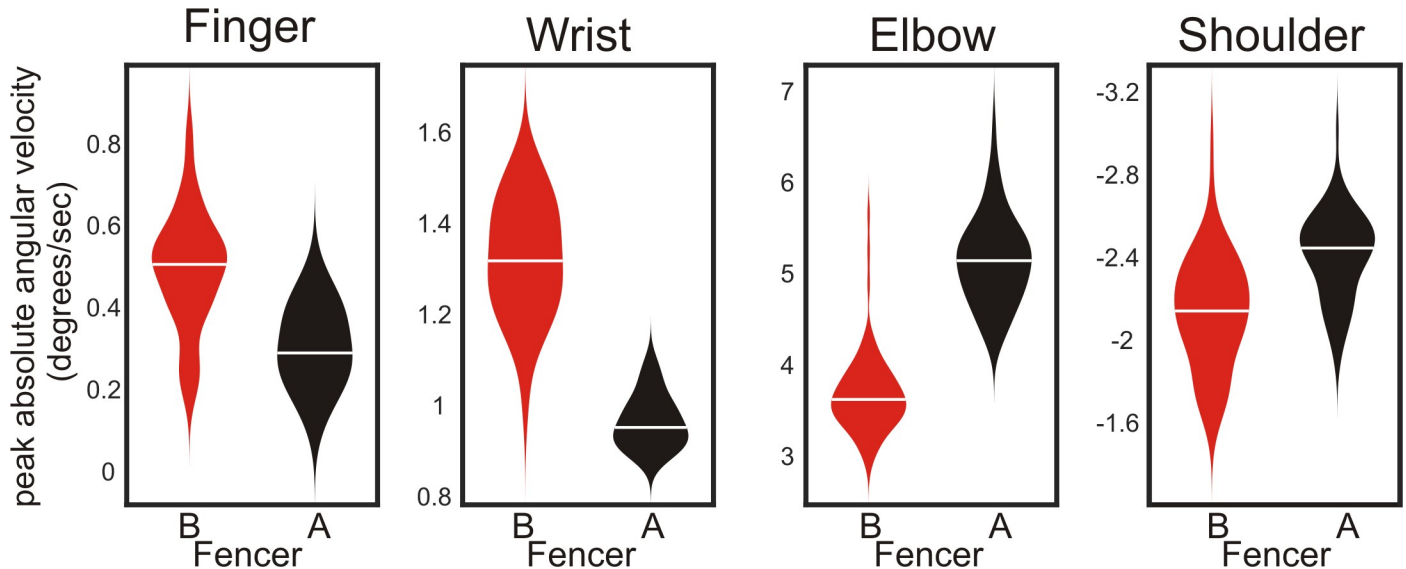 Finger
Wrist
Elbow
Shoulder
peak absolute angular velocity
(degrees/sec)
0.8
0.6
0.4
0.2
0
1.6
1.4
1.2
1
0.8
7
6
5
4
3
-3.2
-2.8
-2.4
-2
-1.6
B A
Fencer
B A
Fencer
B A
Fencer
B A
Fencer